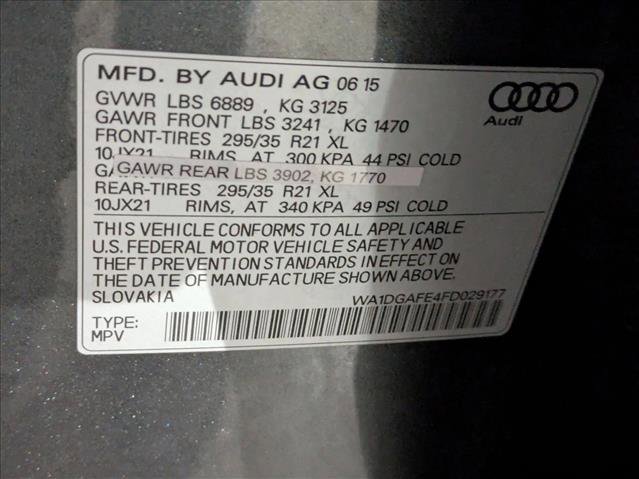 MFD. BY AUDI AG 06 15
GVWR LBS 6889 , KG 3125
GAWR FRONT LBS 3241 , KG 1470
FRONT-TIRES 295/35 R21 XL
10JX21 RIMS, AT 300 KPA 44 PSI COLD
GAWR REAR LBS 3902, KG 1770
REAR-TIRES 295/35 R21 XL
10JX21 RIMS, AT 340 KPA 49 PSI COLD
THIS VEHICLE CONFORMS TO ALL APPLICABLE
U.S. FEDERAL MOTOR VEHICLE SAFETY AND
THEFT PREVENTION STANDARDS IN EFFECT ON
THE DATE OF MANUFACTURE SHOWN ABOVE.
SLOVAKIA WA1DGAFE4FD029177
TYPE:
MPV
Audi